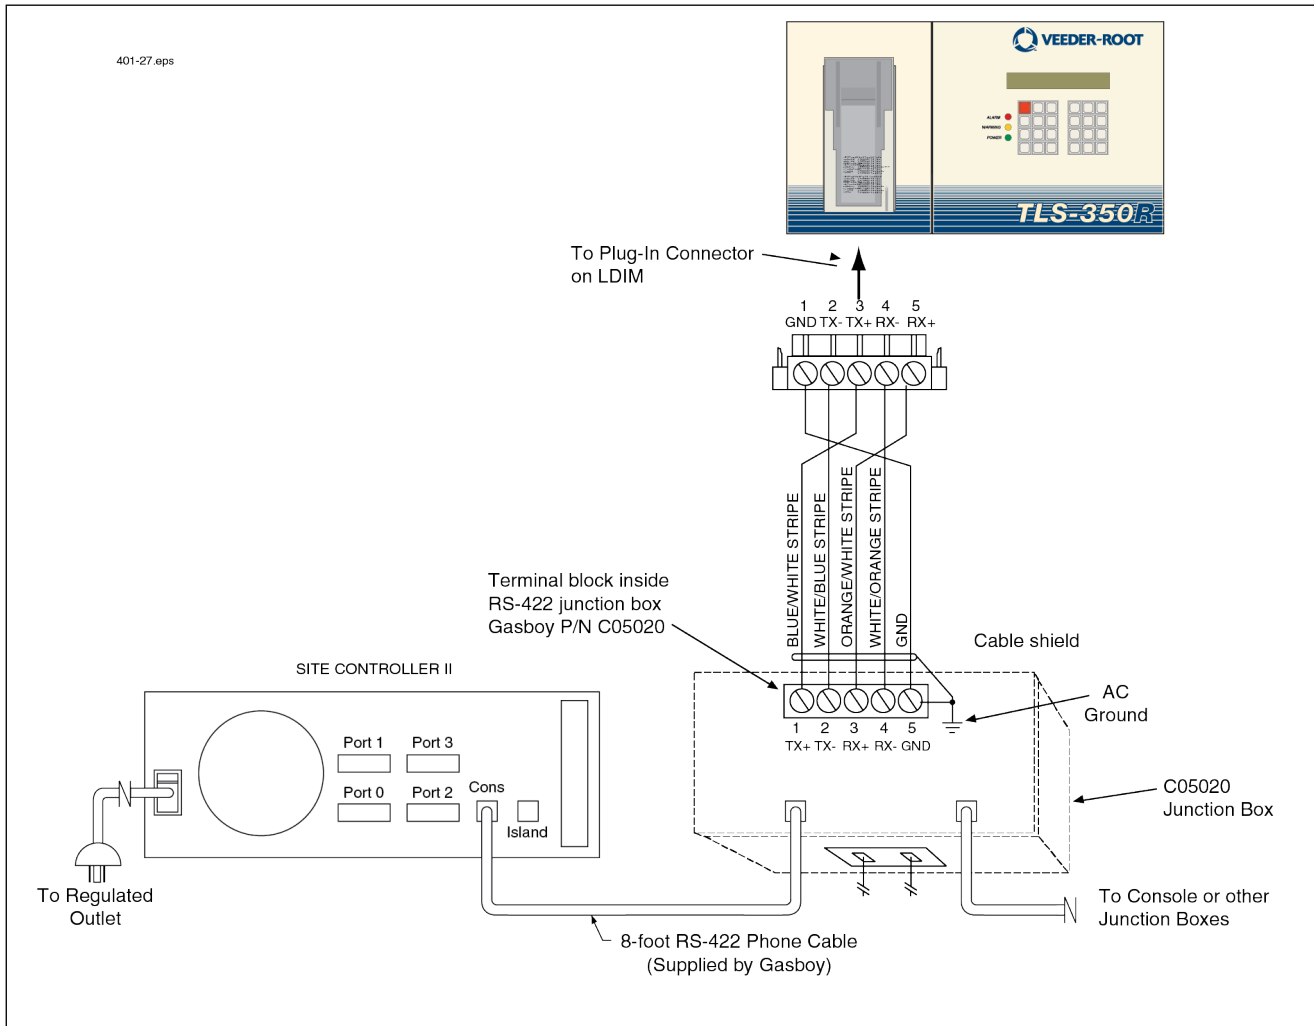 401-27.eps
VEEDER-ROOT
ALARM
WARNING
POWER
TLS-350R
To Plug-In Connector
on LDIM
1 2 3 4 5
GND TX- TX+ RX- RX+
BLUE/WHITE STRIPE
WHITE/BLUE STRIPE
ORANGE/WHITE STRIPE
WHITE/ORANGE STRIPE
GND
Terminal block inside
RS-422 junction box
Gasboy P/N C05020
Cable shield
AC
Ground
1 2 3 4 5
TX+ TX- RX+ RX- GND
SITE CONTROLLER II
Port 1 Port 3
Port 0 Port 2
Cons
Island
C05020
Junction Box
To Regulated
Outlet
To Console or other
Junction Boxes
8-foot RS-422 Phone Cable
(Supplied by Gasboy)